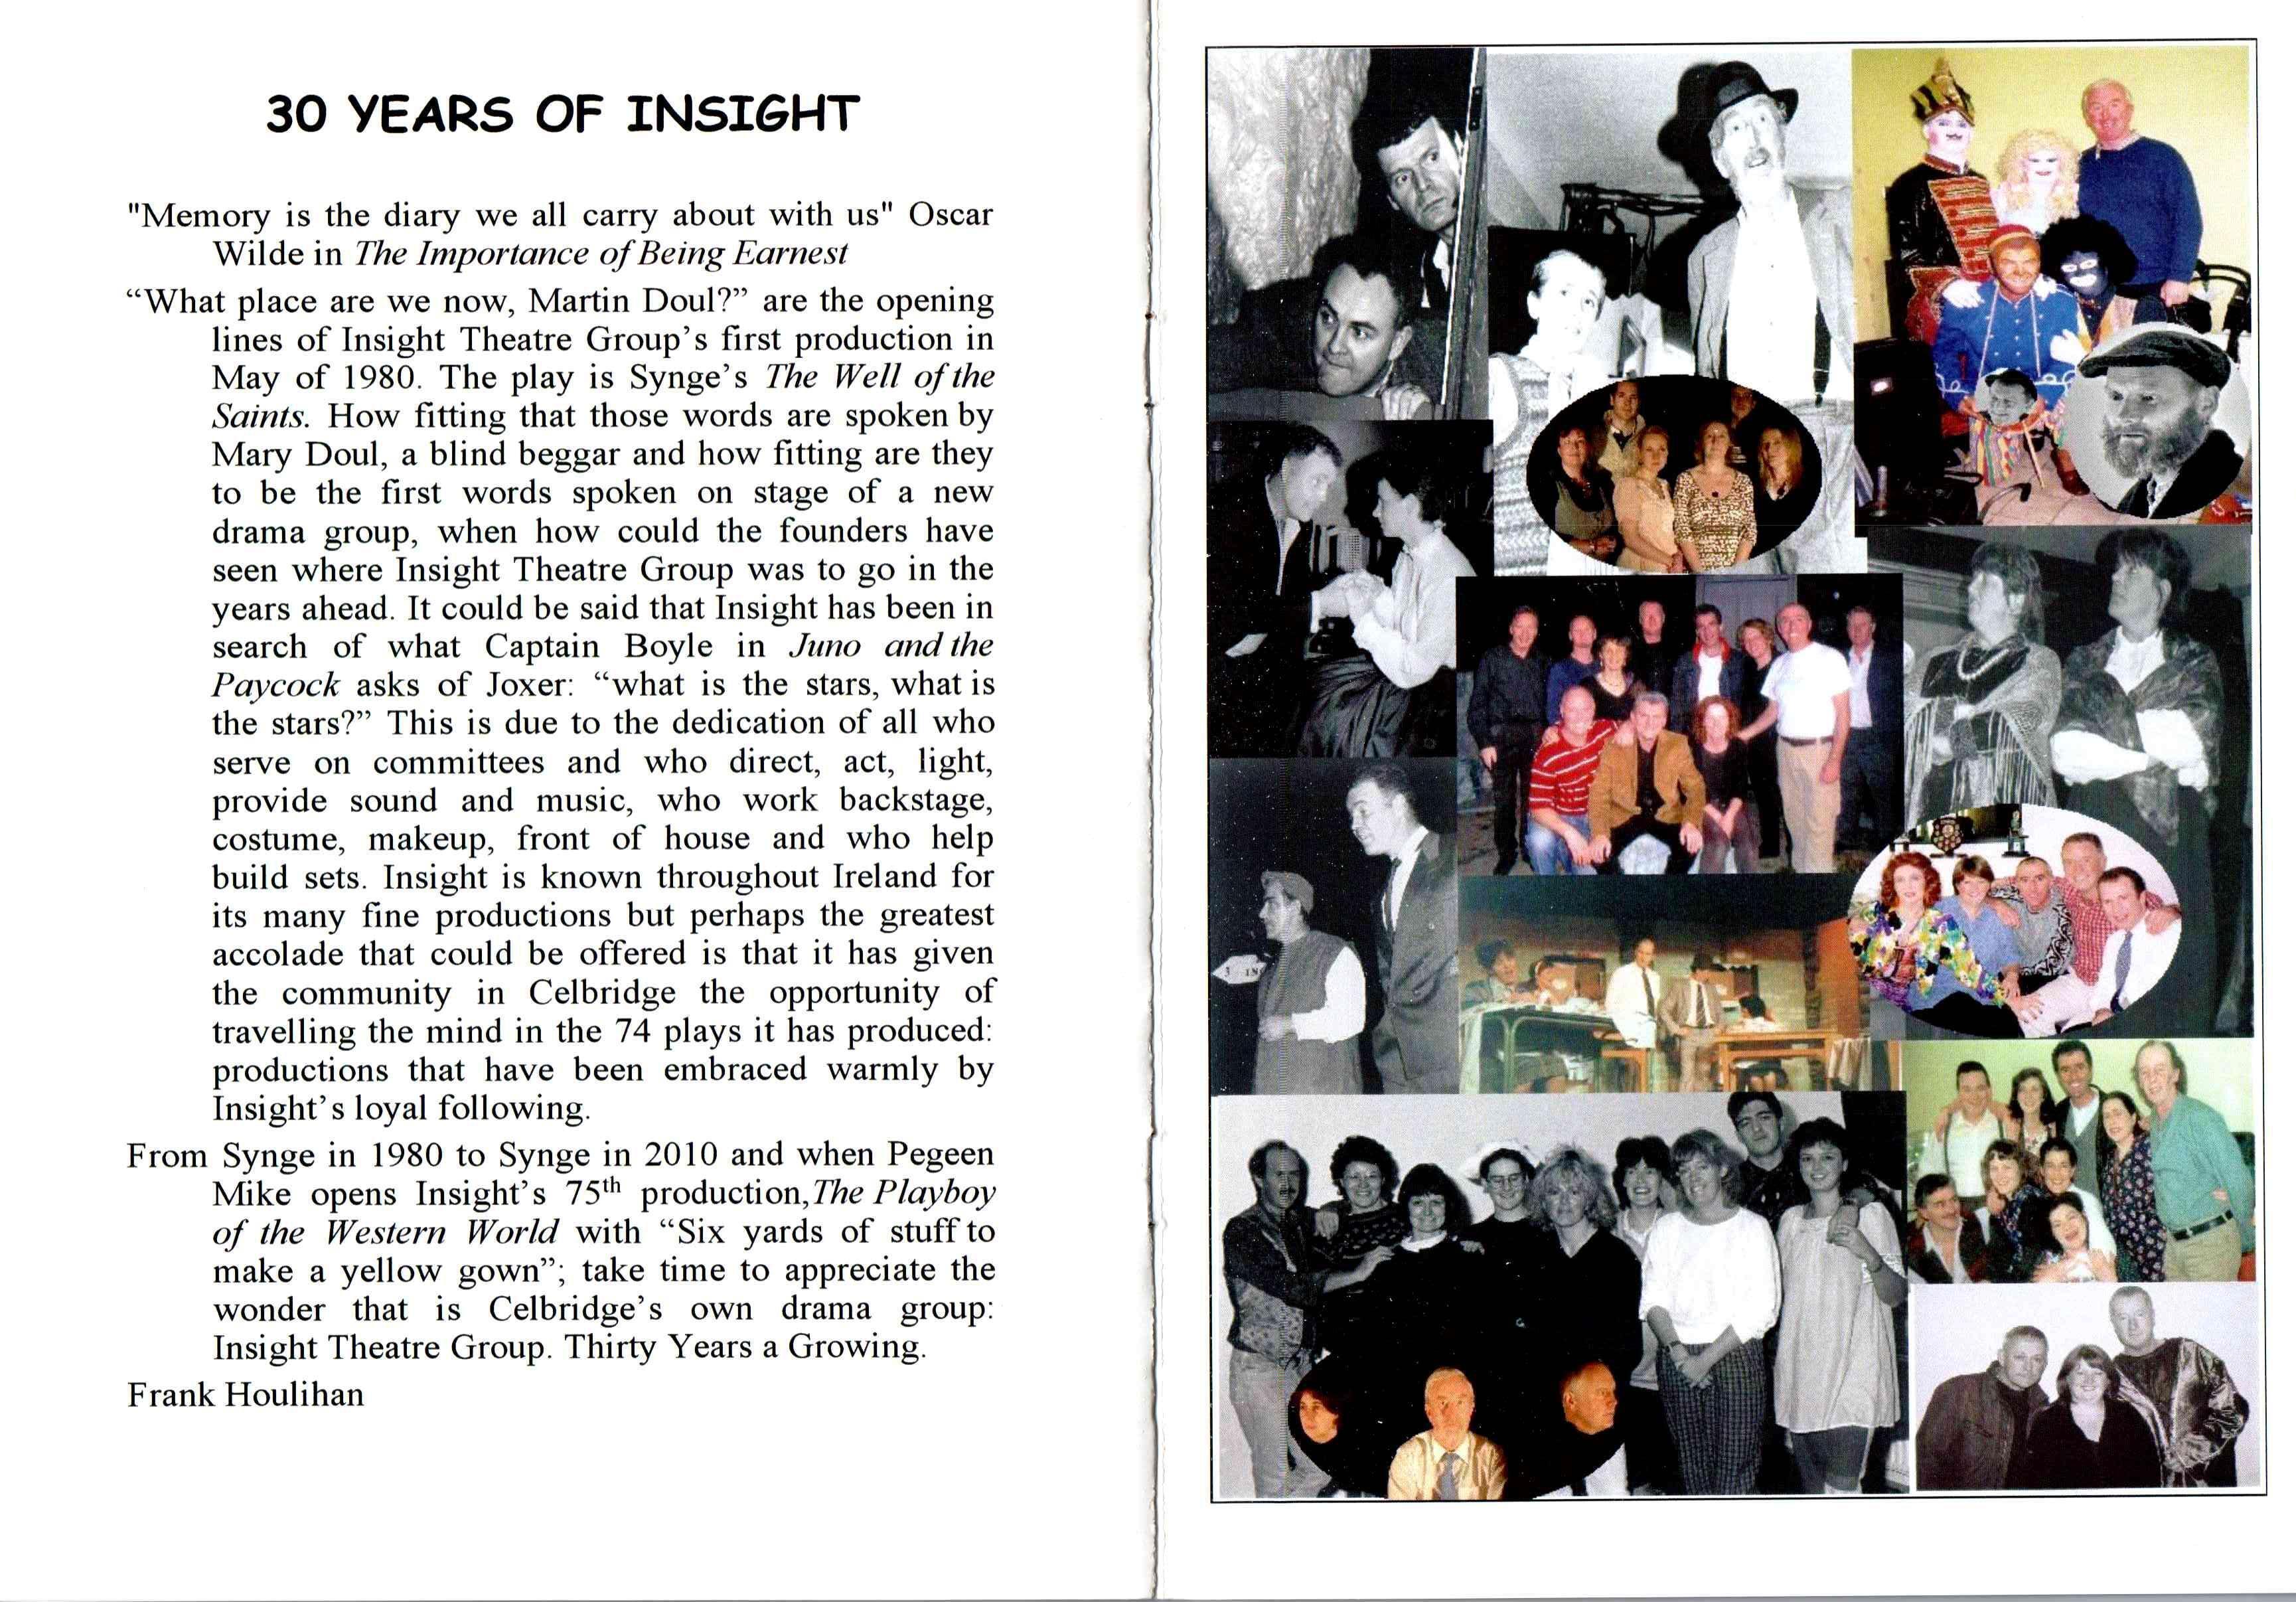 30 YEARS OF INSIGHT
"Memory is the diary we all carry about with us" Oscar
Wilde in The Importance of Being Earnest
“What place are we now, Martin Doul?” are the opening
lines of Insight Theatre Group’s first production in
May of 1980. The play is Synge’s The Well of the
Saints. How fitting that those words are spoken by
Mary Doul, a blind beggar and how fitting are they
to be the first words spoken on stage of a new
drama group, when how could the founders have
seen where Insight Theatre Group was to go in the
years ahead. It could be said that Insight has been in
search of what Captain Boyle in Juno and the
Paycock asks of Joxer: “what is the stars, what is
the stars?” This is due to the dedication of all who
serve on committees and who direct, act, light,
provide sound and music, who work backstage,
costume, makeup, front of house and who help
build sets. Insight is known throughout Ireland for
its many fine productions but perhaps the greatest
accolade that could be offered is that it has given
the community in Celbridge the opportunity of
travelling the mind in the 74 plays it has produced:
productions that have been embraced warmly by
Insight’s loyal following.
From Synge in 1980 to Synge in 2010 and when Pegeen
Mike opens Insight’s 75th production, The Playboy
of the Western World with “Six yards of stuff to
make a yellow gown”; take time to appreciate the
wonder that is Celbridge’s own drama group:
Insight Theatre Group. Thirty Years a Growing.
Frank Houlihan